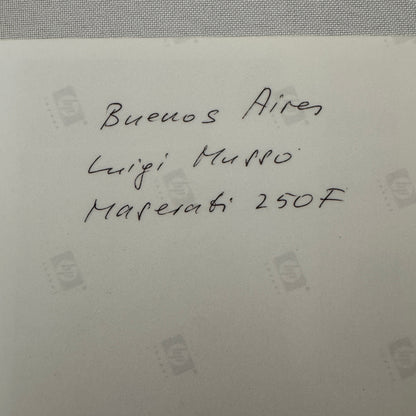 Buenos Aires
Luigi Musso
Maserati 250F